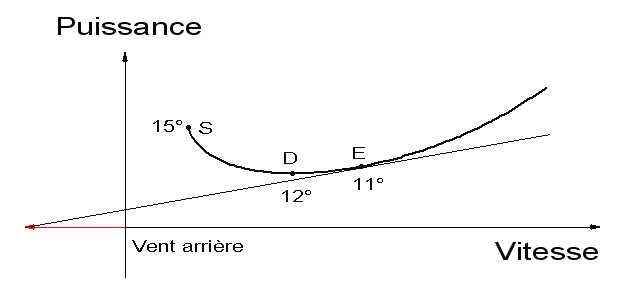 Puissance
15° S
D
E
12°
11°
Vent arrière
Vitesse